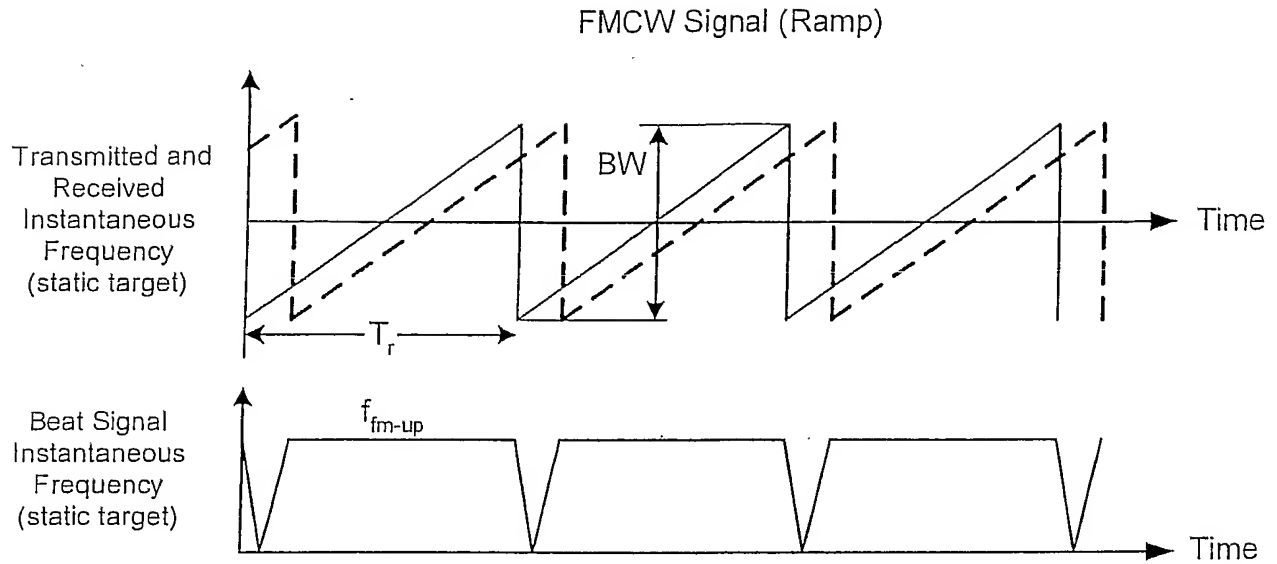 FMCW Signal (Ramp)
Transmitted and
Received
Instantaneous
Frequency
(static target)
BW
Time
T_r
Beat Signal
Instantaneous
Frequency
(static target)
f_fm-up
Time